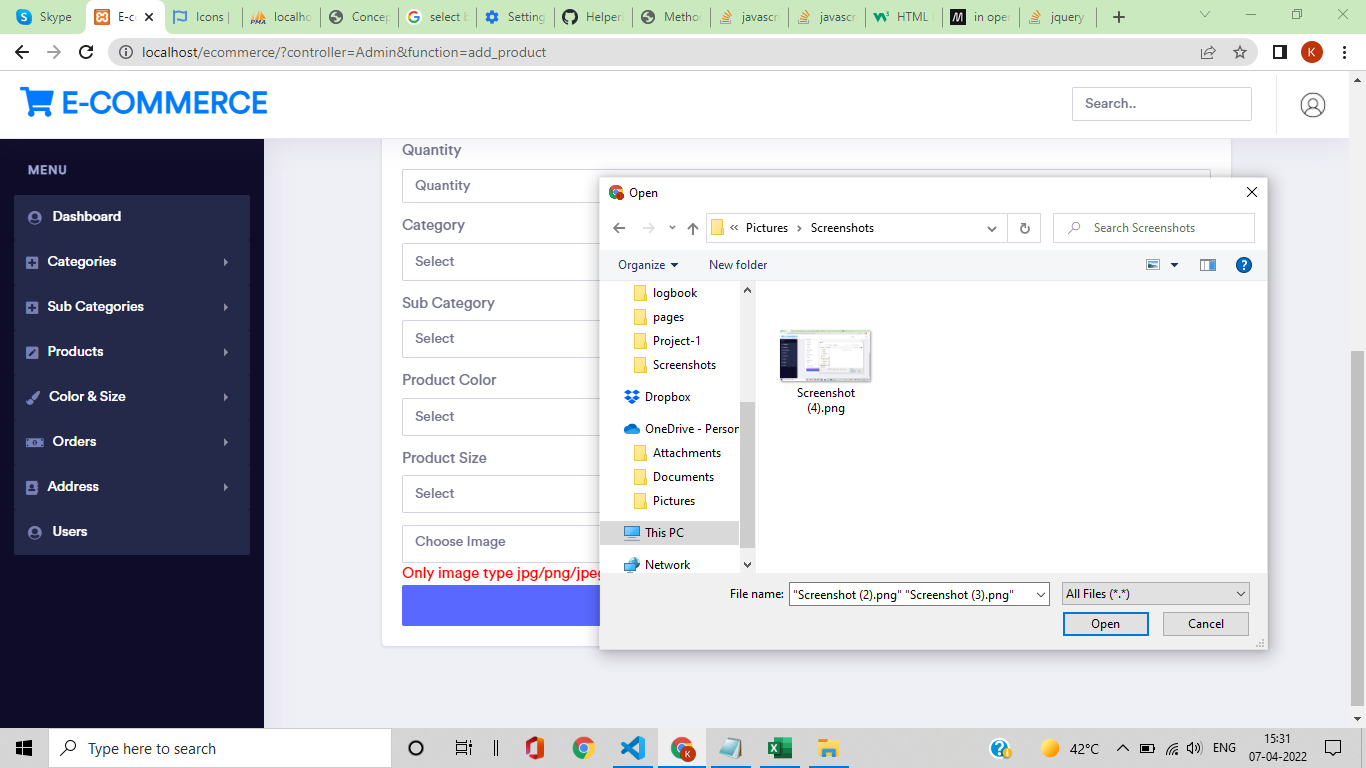 Skype
E-c
Icons |
localho
Concep
select b
Setting
Helper
Method
javascri
javascri
HTML
in oper
jquery
localhost/ecommerce/?controller=Admin&function=add_product
K
E-COMMERCE
Search..
MENU
Dashboard
Categories
Sub Categories
Products
Color & Size
Orders
Address
Users
Quantity
Quantity
Category
Select
Sub Category
Select
Product Color
Select
Product Size
Select
Choose Image
Only image type jpg/png/jpeg
Open
Pictures
Screenshots
Search Screenshots
Organize
New folder
logbook
pages
Project-1
Screenshots
Dropbox
OneDrive - Person
Attachments
Documents
Pictures
This PC
Network
Screenshot
(4).png
File name:
"Screenshot (2).png" "Screenshot (3).png"
All Files (*.*)
Open
Cancel
Type here to search
42°C
ENG
15:31
07-04-2022